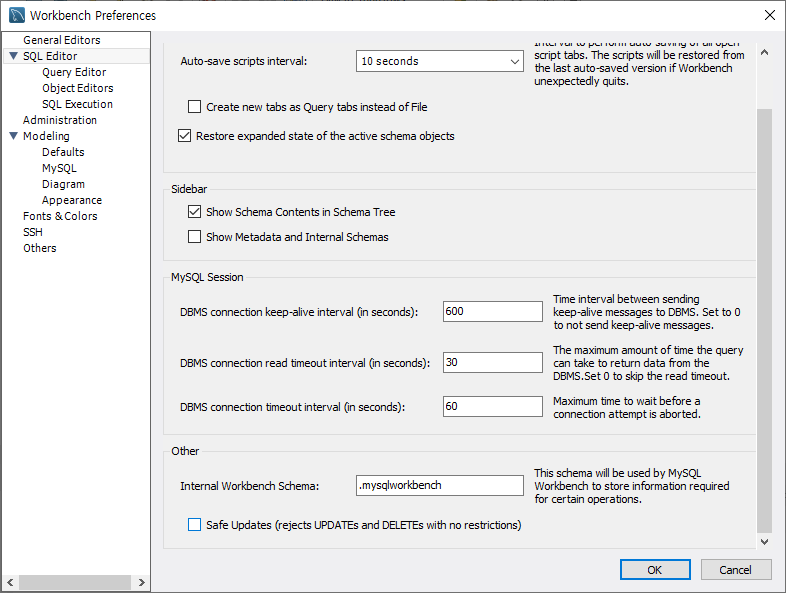 Workbench Preferences
General Editors
SQL Editor
Query Editor
Object Editors
SQL Execution
Administration
Modeling
Defaults
MySQL
Diagram
Appearance
Fonts & Colors
SSH
Others
Interval to perform auto-saving of all open
Auto-save scripts interval:
10 seconds
script tabs. The scripts will be restored from
the last auto-saved version if Workbench
unexpectedly quits.
Create new tabs as Query tabs instead of File
Restore expanded state of the active schema objects
Sidebar
Show Schema Contents in Schema Tree
Show Metadata and Internal Schemas
MySQL Session
DBMS connection keep-alive interval (in seconds):
600
Time interval between sending
keep-alive messages to DBMS. Set to 0
to not send keep-alive messages.
DBMS connection read timeout interval (in seconds):
30
The maximum amount of time the query
can take to return data from the
DBMS.Set 0 to skip the read timeout.
DBMS connection timeout interval (in seconds):
60
Maximum time to wait before a
connection attempt is aborted.
Other
Internal Workbench Schema:
.mysqlworkbench
This schema will be used by MySQL
Workbench to store information required
for certain operations.
Safe Updates (rejects UPDATEs and DELETEs with no restrictions)
OK
Cancel